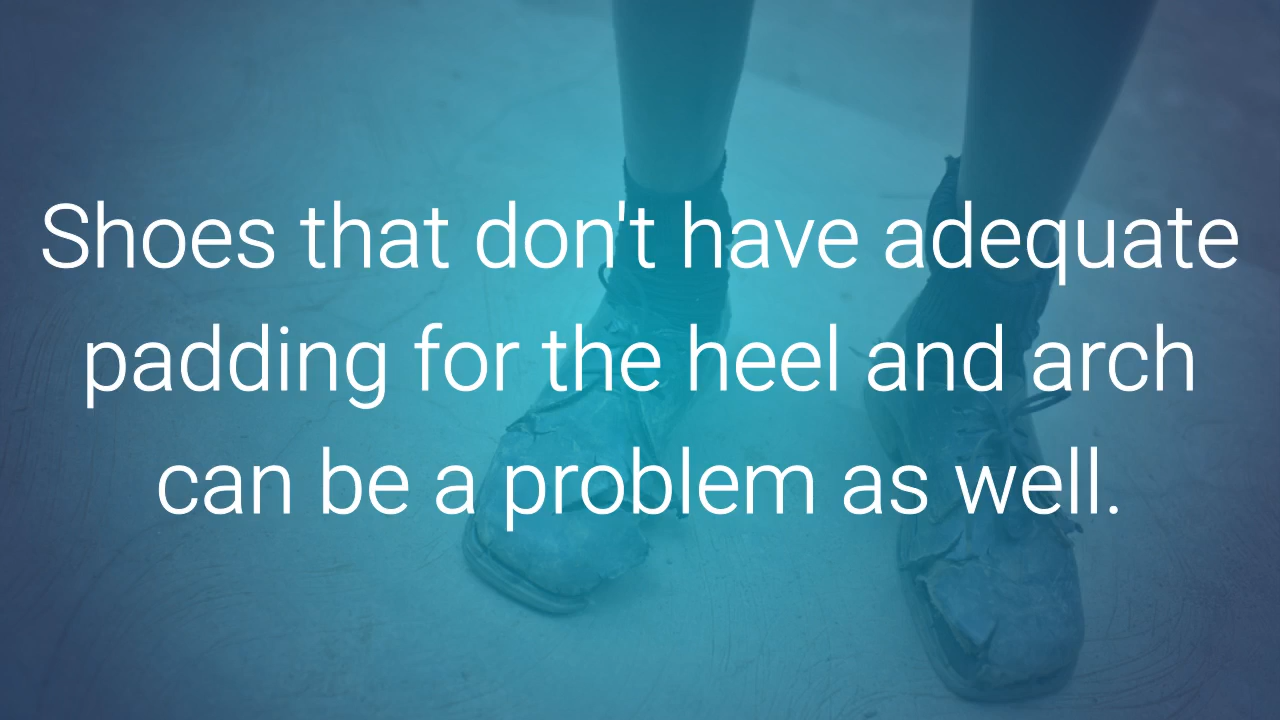 Shoes that don't have adequate
padding for the heel and arch
can be a problem as well.